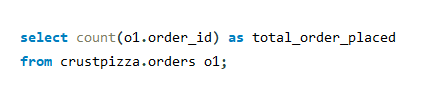 select count(o1.order_id) as total_order_placed
from crustpizza.orders o1;